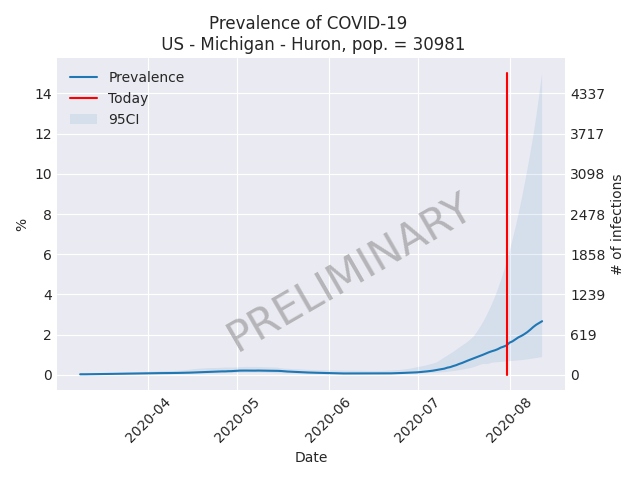 Prevalence of COVID-19
US - Michigan - Huron, pop. = 30981
Prevalence
Today
95CI
14
12
10
8
6
4
2
0
%
4337
3717
3098
2478
1858
1239
619
0
# of infections
PRELIMINARY
2020-04
2020-05
2020-06
2020-07
2020-08
Date